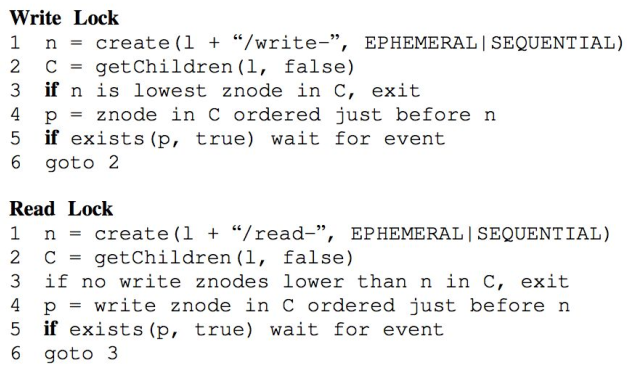 Write Lock
1 n = create(l + “/write-”, EPHEMERAL|SEQUENTIAL)
2 C = getChildren(l, false)
3 if n is lowest znode in C, exit
4 p = znode in C ordered just before n
5 if exists(p, true) wait for event
6 goto 2
Read Lock
1 n = create(l + “/read-”, EPHEMERAL|SEQUENTIAL)
2 C = getChildren(l, false)
3 if no write znodes lower than n in C, exit
4 p = write znode in C ordered just before n
5 if exists(p, true) wait for event
6 goto 3